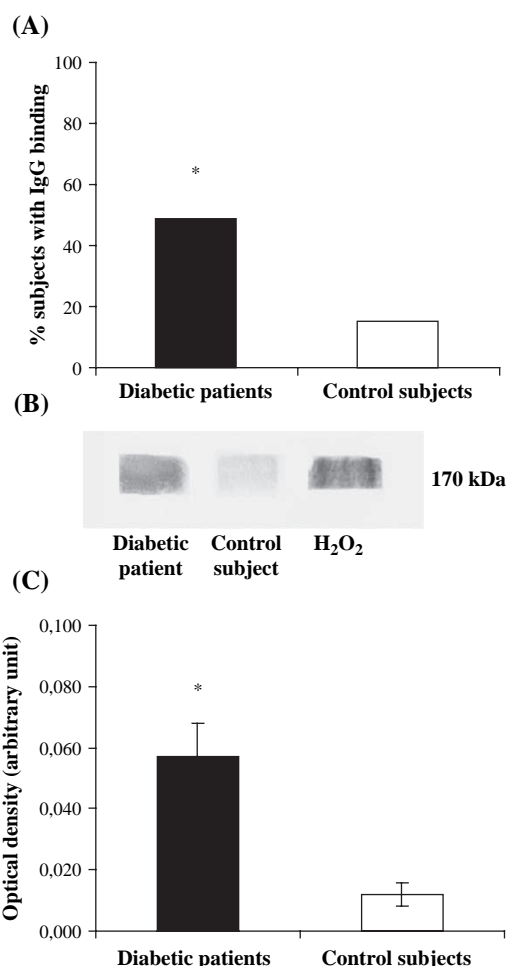 (A)
% subjects with IgG binding
100
80
60
40
20
0
*
Diabetic patients
Control subjects
(B)
170 kDa
Diabetic
patient
Control
subject
H₂O₂
(C)
Optical density (arbitrary unit)
0,100
0,080
0,060
0,040
0,020
0,000
*
Diabetic patients
Control subjects